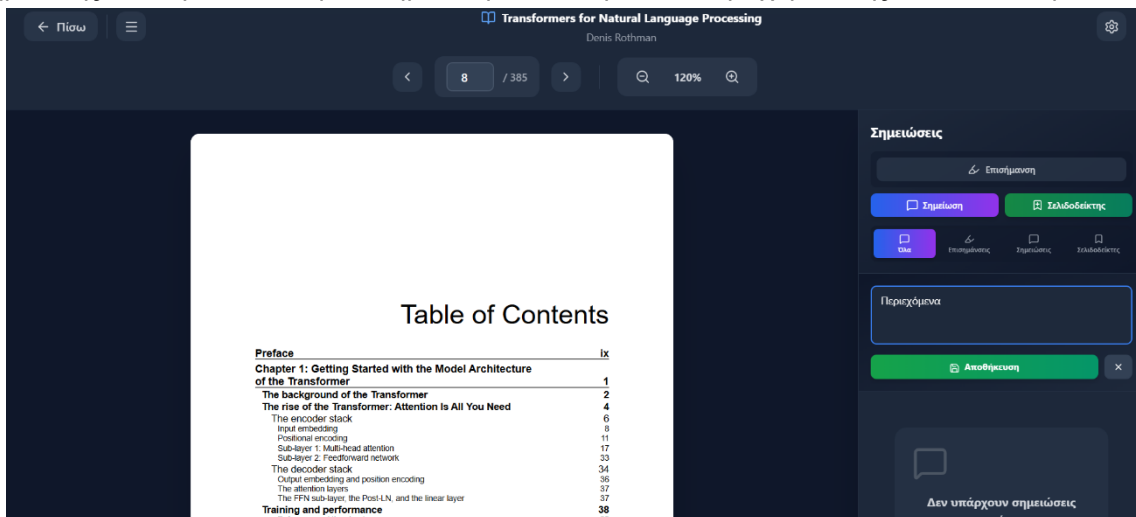 Πίσω
Transformers for Natural Language Processing
Denis Rothman
8 / 385
120%
Table of Contents
Preface ix
Chapter 1: Getting Started with the Model Architecture
of the Transformer 1
The background of the Transformer 2
The rise of the Transformer: Attention Is All You Need 4
The encoder stack 6
Input embedding 8
Positional encoding 11
Sub-layer 1: Multi-head attention 17
Sub-layer 2: Feedforward network 33
The decoder stack 34
Output embedding and position encoding 36
The attention layers 37
The FFN sub-layer, the Post-LN, and the linear layer 37
Training and performance 38
Σημειώσεις
Επισήμανση
Σημείωση Σελιδοδείκτης
Όλα Επισημάνσεις Σημειώσεις Σελιδοδείκτες
Περιεχόμενα
Αποθήκευση
Δεν υπάρχουν σημειώσεις